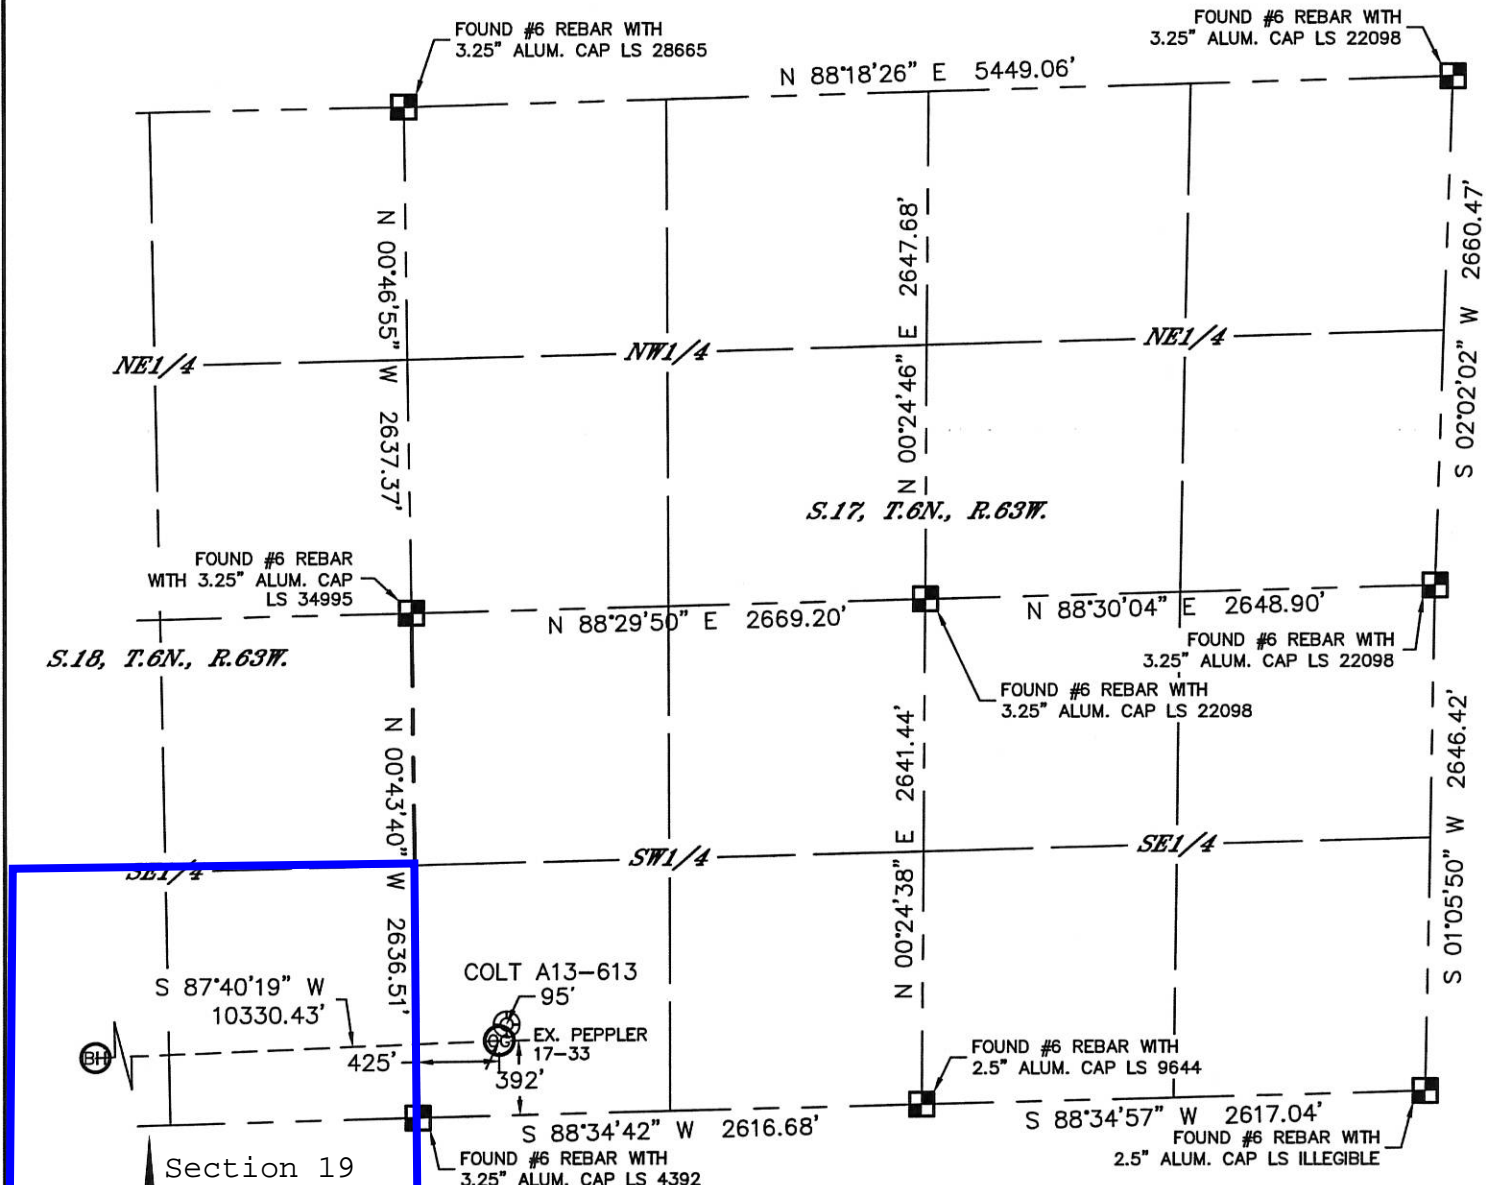 FOUND #6 REBAR WITH
3.25" ALUM. CAP LS 28665
FOUND #6 REBAR WITH
3.25" ALUM. CAP LS 22098
N 88°18'26" E 5449.06'
N 00°46'55" W 2637.37'
N 00°24'46" E 2647.68'
S 02°02'02" W 2660.47'
NE1/4
NW1/4
NE1/4
S.17, T.6N., R.63W.
FOUND #6 REBAR
WITH 3.25" ALUM. CAP
LS 34995
N 88°29'50" E 2669.20'
N 88°30'04" E 2648.90'
FOUND #6 REBAR WITH
3.25" ALUM. CAP LS 22098
S.18, T.6N., R.63W.
FOUND #6 REBAR WITH
3.25" ALUM. CAP LS 22098
N 00°43'40" W 2636.51'
N 00°24'38" E 2641.44'
S 01°05'50" W 2646.42'
SE1/4
SW1/4
SE1/4
COLT A13-613
95'
S 87°40'19" W
10330.43'
EX. PEPPLER
17-33
BH
OG
425'
392'
FOUND #6 REBAR WITH
2.5" ALUM. CAP LS 9644
S 88°34'42" W 2616.68'
S 88°34'57" W 2617.04'
FOUND #6 REBAR WITH
2.5" ALUM. CAP LS ILLEGIBLE
Section 19
FOUND #6 REBAR WITH
3.25" ALUM. CAP LS 4392